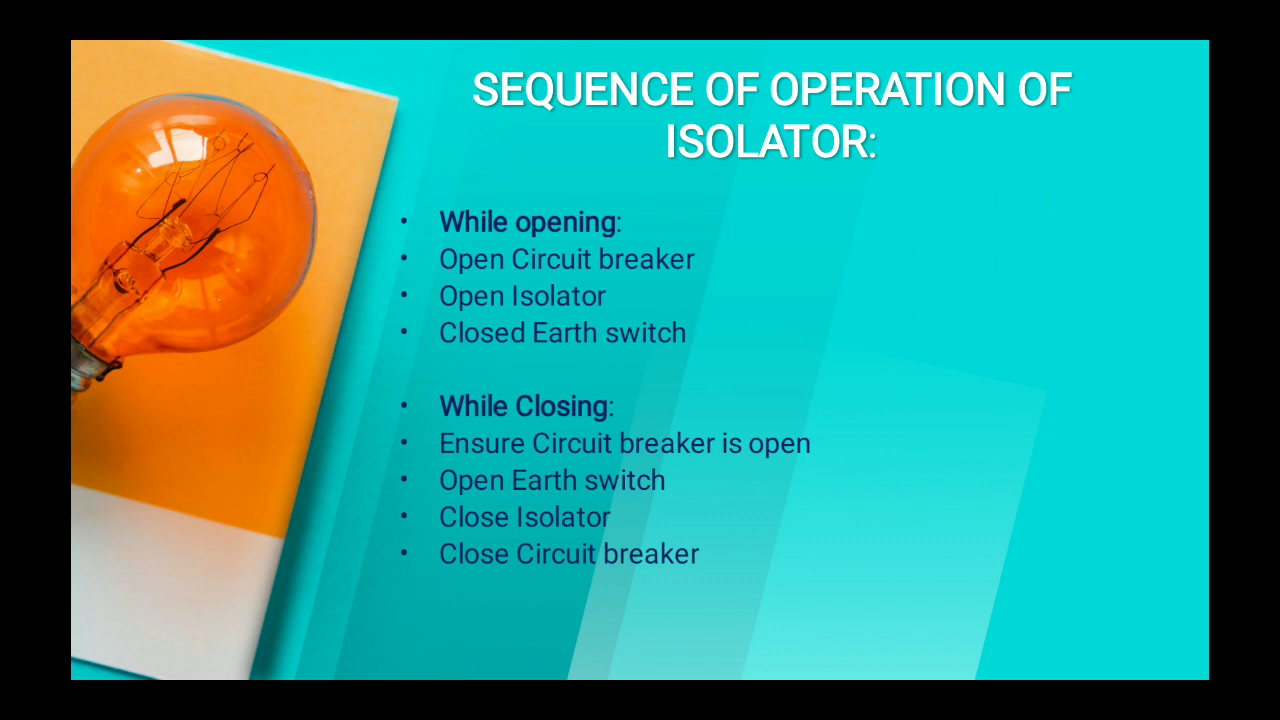 SEQUENCE OF OPERATION OF
ISOLATOR:
• While opening:
• Open Circuit breaker
• Open Isolator
• Closed Earth switch
• While Closing:
• Ensure Circuit breaker is open
• Open Earth switch
• Close Isolator
• Close Circuit breaker